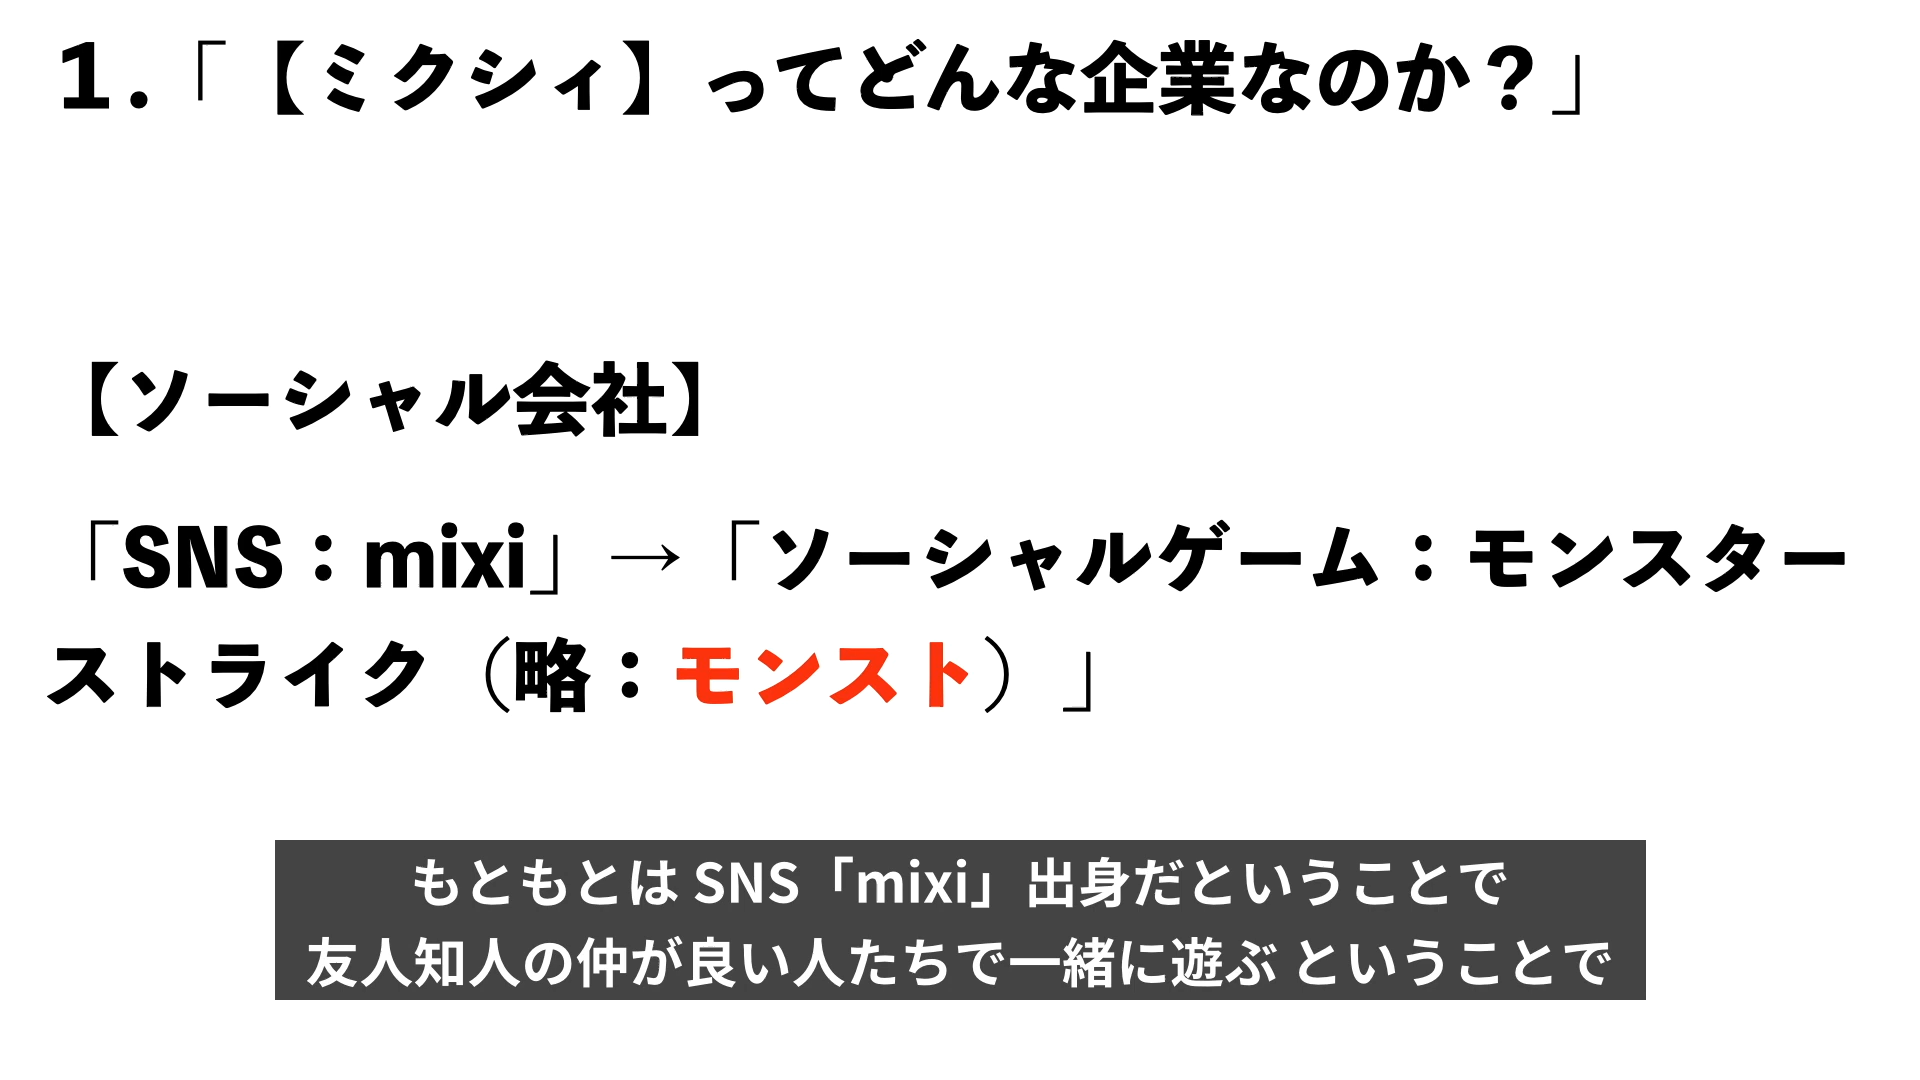 1.「【ミクシィ】ってどんな企業なのか？」
【ソーシャル会社】
「SNS：mixi」→「ソーシャルゲーム：モンスター
ストライク（略：モンスト）」
もともとは SNS「mixi」出身だということで
友人知人の仲が良い人たちで一緒に遊ぶ ということで